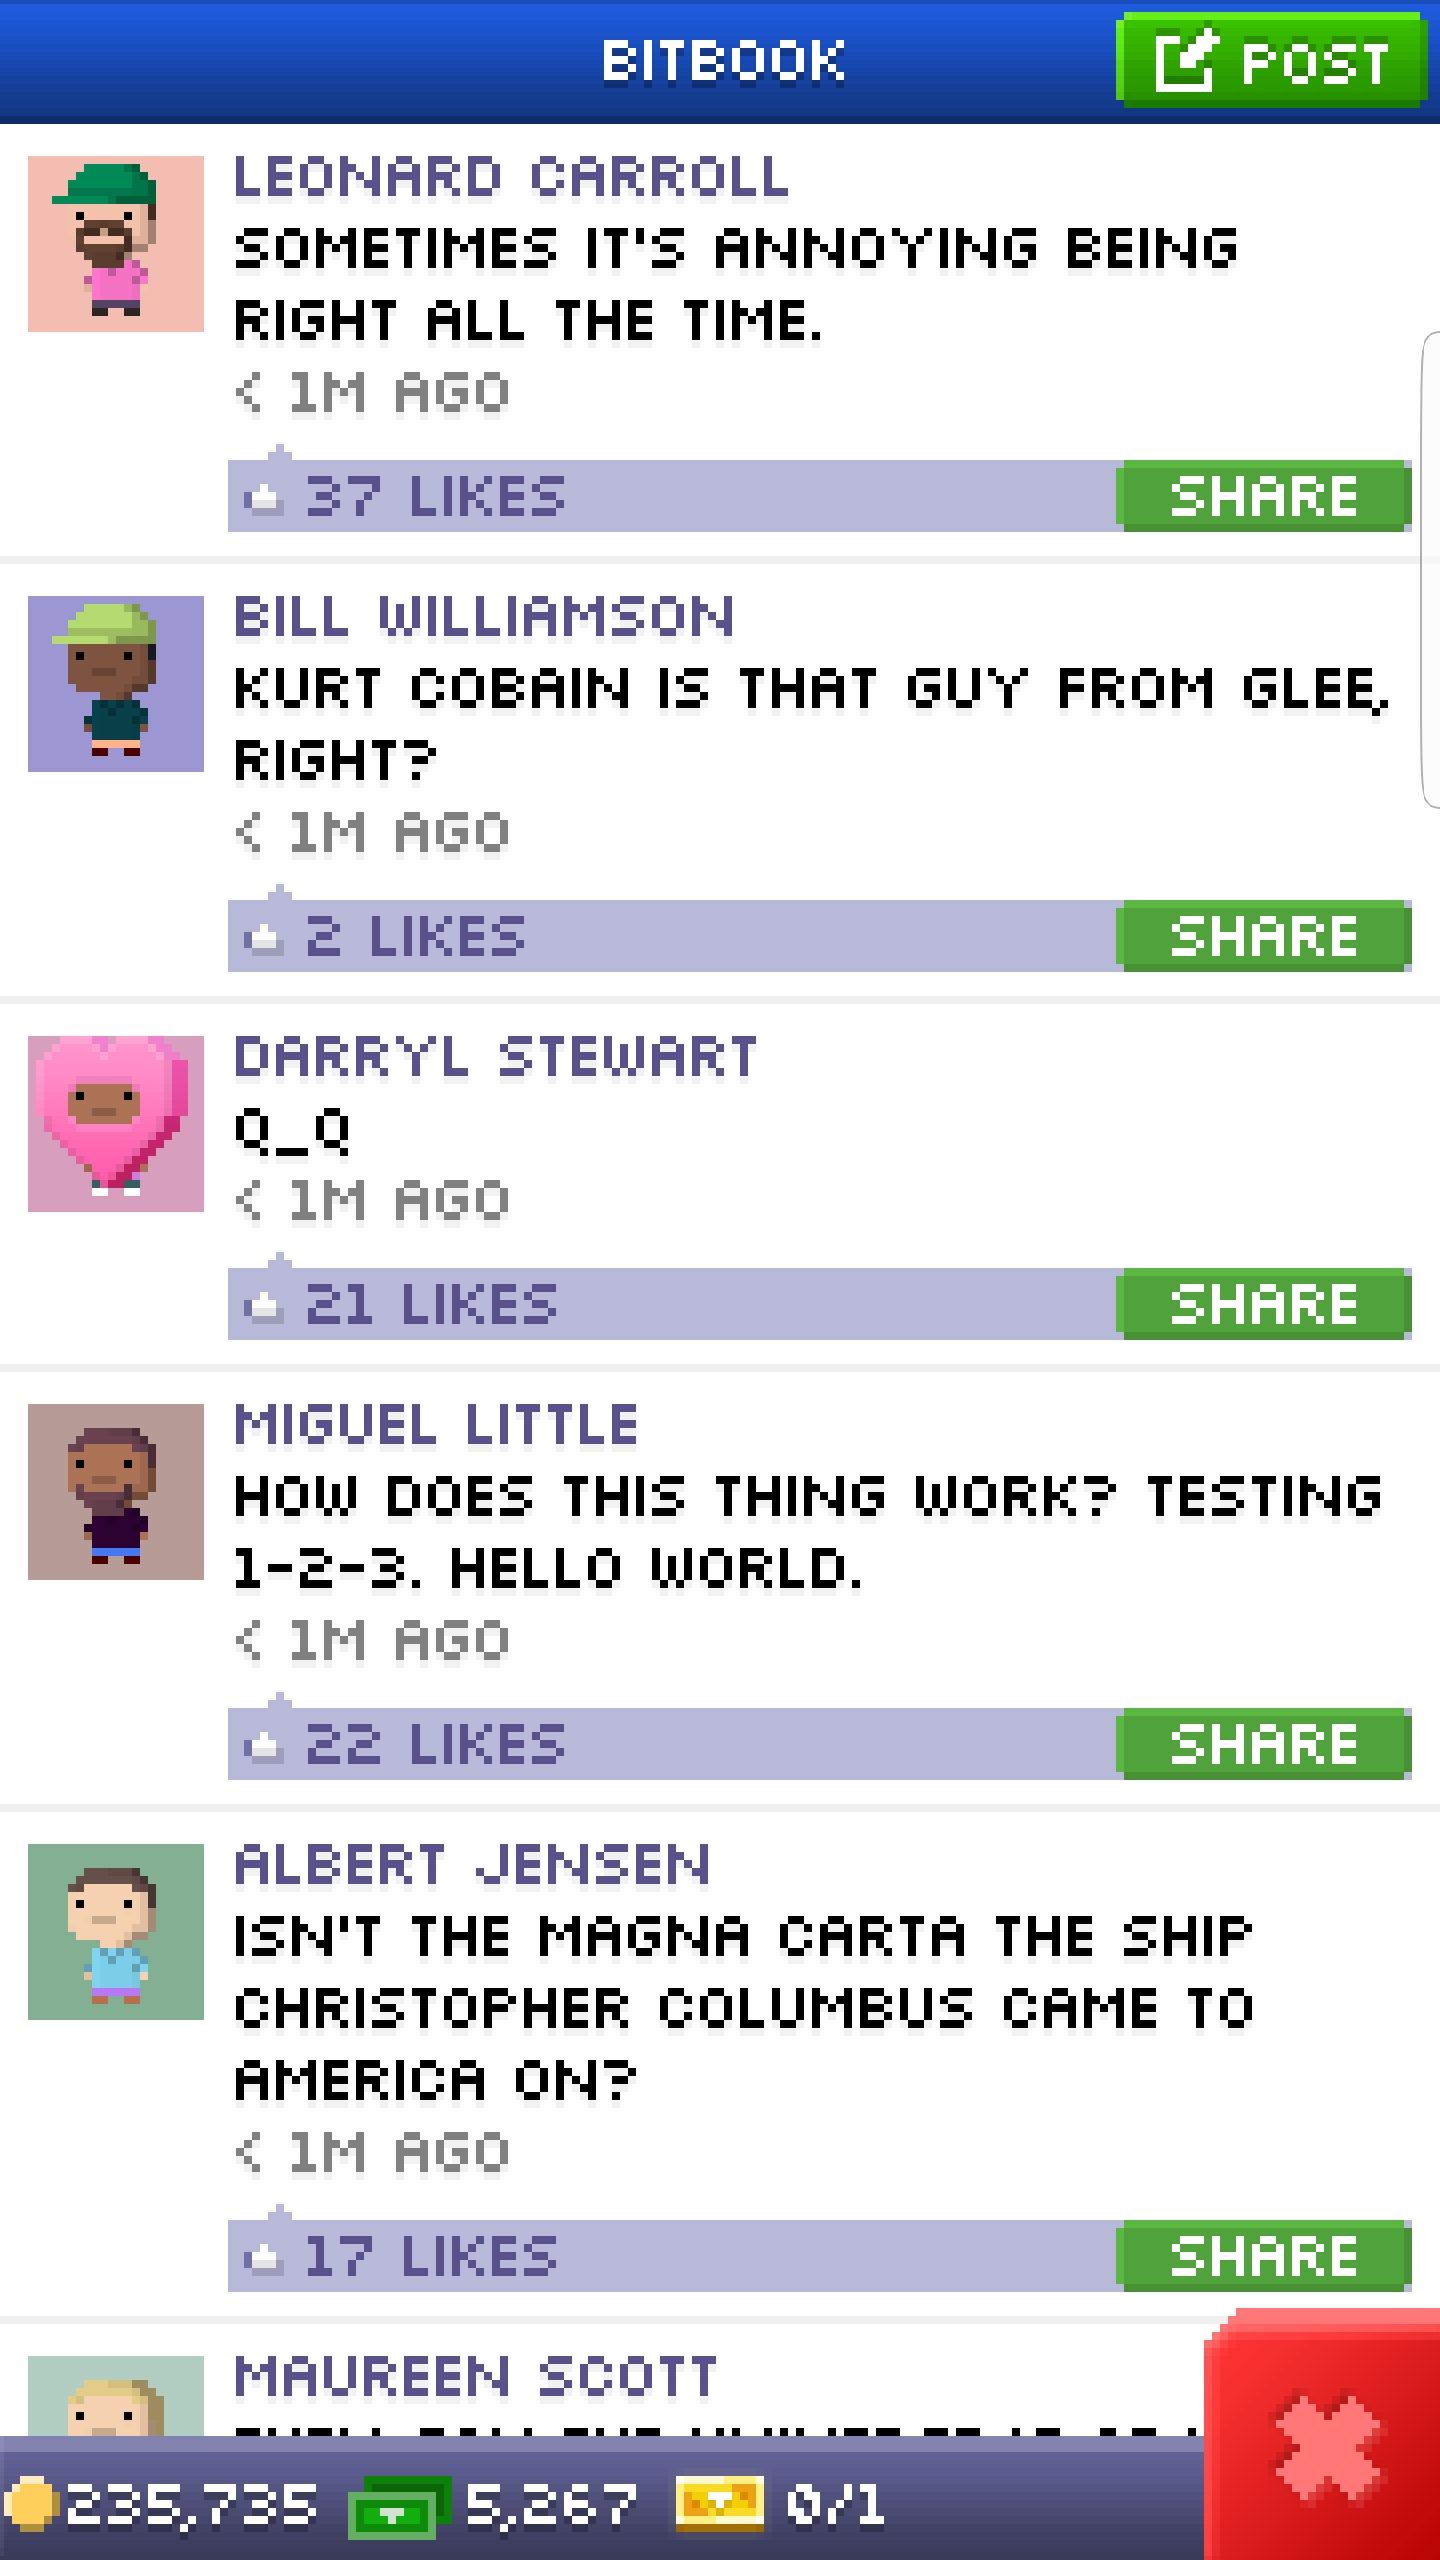 BITBOOK
POST
LEONARD CARROLL
SOMETIMES IT'S ANNOYING BEING
RIGHT ALL THE TIME.
< 1M AGO
37 LIKES
SHARE
BILL WILLIAMSON
KURT COBAIN IS THAT GUY FROM GLEE,
RIGHT?
< 1M AGO
2 LIKES
SHARE
DARRYL STEWART
Q_Q
< 1M AGO
21 LIKES
SHARE
MIGUEL LITTLE
HOW DOES THIS THING WORK? TESTING
1-2-3. HELLO WORLD.
< 1M AGO
22 LIKES
SHARE
ALBERT JENSEN
ISN'T THE MAGNA CARTA THE SHIP
CHRISTOPHER COLUMBUS CAME TO
AMERICA ON?
< 1M AGO
17 LIKES
SHARE
MAUREEN SCOTT
235,735
5,267
0/1